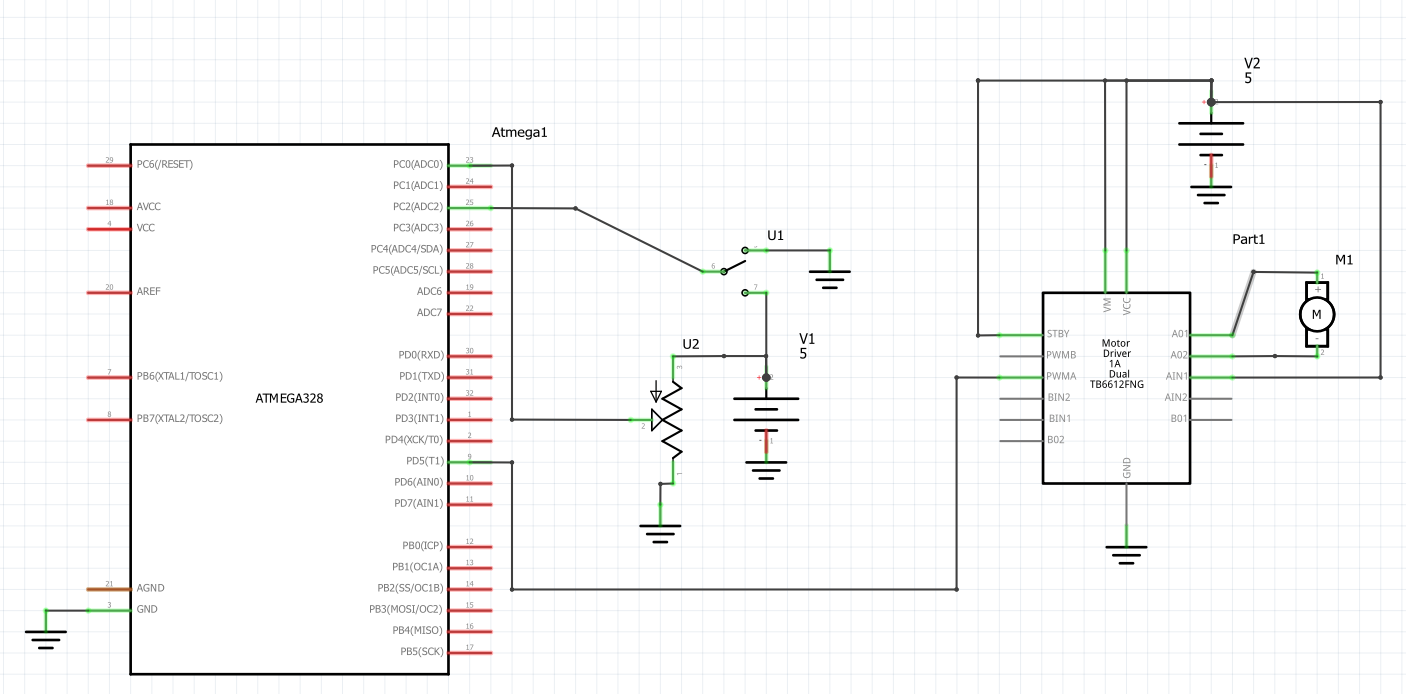 V2
5
Atmega1
29 PC6(/RESET)
18 AVCC
4 VCC
20 AREF
7 PB6(XTAL1/TOSC1)
8 PB7(XTAL2/TOSC2)
21 AGND
3 GND
ATMEGA328
PC0(ADC0) 23
PC1(ADC1) 24
PC2(ADC2) 25
PC3(ADC3) 26
PC4(ADC4/SDA) 27
PC5(ADC5/SCL) 28
ADC6 19
ADC7 22
PD0(RXD) 30
PD1(TXD) 31
PD2(INT0) 32
PD3(INT1) 1
PD4(XCK/T0) 2
PD5(T1) 9
PD6(AIN0) 10
PD7(AIN1) 11
PB0(ICP) 12
PB1(OC1A) 13
PB2(SS/OC1B) 14
PB3(MOSI/OC2) 15
PB4(MISO) 16
PB5(SCK) 17
U1
6
7
U2
3
2
1
V1
5
+
- 1
+
- 1
Part1
VM
VCC
STBY
PWMB
PWMA
BIN2
BIN1
B02
Motor
Driver
1A
Dual
TB6612FNG
A01
A02
AIN1
AIN2
B01
GND
M1
1
+
M
-
2